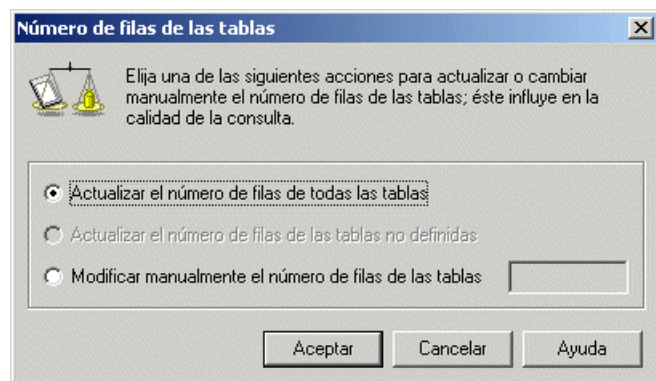 Número de filas de las tablas
Elija una de las siguientes acciones para actualizar o cambiar
manualmente el número de filas de las tablas; éste influye en la
calidad de la consulta.
Actualizar el número de filas de todas las tablas
Actualizar el número de filas de las tablas no definidas
Modificar manualmente el número de filas de las tablas
Aceptar
Cancelar
Ayuda